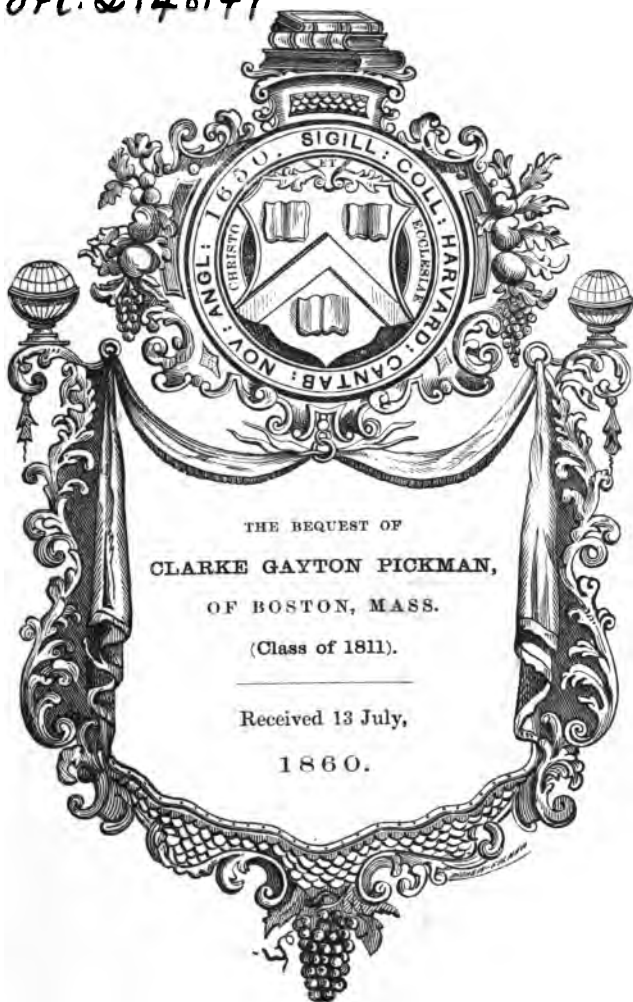 SIGILL: COLL: HARVARD: CANTAB: NOV: ANGL: 1650.
ET
CHRISTO
ECCLESIAE
THE BEQUEST OF
CLARKE GAYTON PICKMAN,
OF BOSTON, MASS.
(Class of 1811).
Received 13 July,
1860.